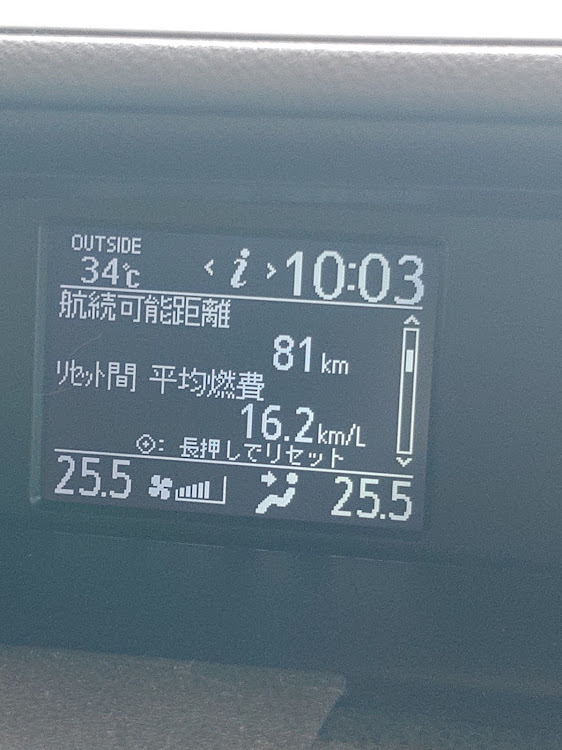 OUTSIDE
34℃ < i > 10:03
航続可能距離
81 km
ﾘｾｯﾄ間 平均燃費
16.2 km/L
: 長押しでリセット
25.5 25.5